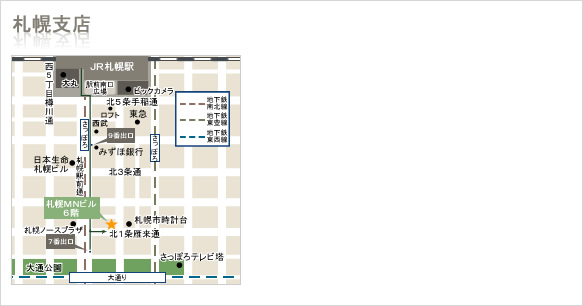 札幌支店
JR札幌駅
西5丁目樽川通
大丸
駅前南口
広場
ビックカメラ
北5条手稲通
ロフト
東急
地下鉄
南北線
地下鉄
東豊線
地下鉄
東西線
西武
さっぽろ
9番出口
さっぽろ
みずほ銀行
日本生命
札幌ビル
札幌駅前通
北3条通
札幌MNビル
6階
札幌市時計台
札幌ノースプラザ
北1条雁来通
7番出口
さっぽろテレビ塔
大通公園
大通り